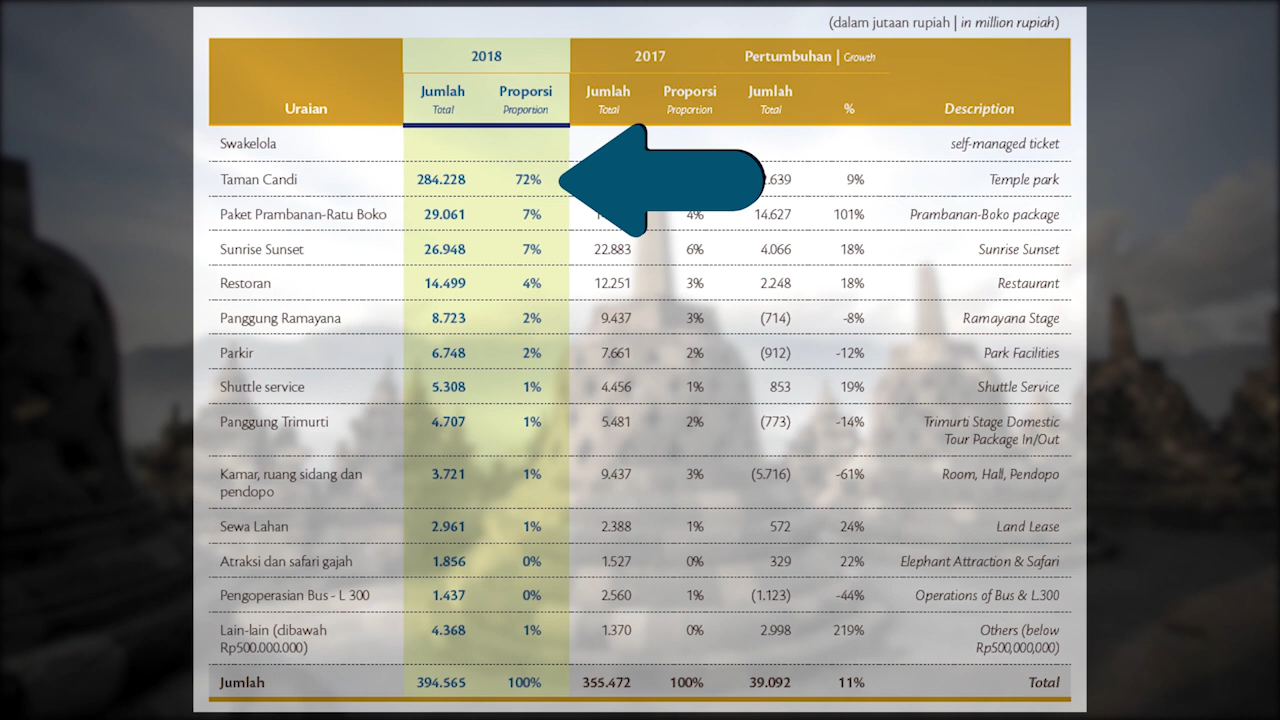 (dalam jutaan rupiah | in million rupiah)
Uraian 2018 2017 Pertumbuhan | Growth Description
Jumlah Proporsi Jumlah Proporsi Jumlah
Total Proportion Total Proportion Total %
Swakelola self-managed ticket
Taman Candi 284.228 72% 9% Temple park
Paket Prambanan-Ratu Boko 29.061 7% 4% 14.627 101% Prambanan-Boko package
Sunrise Sunset 26.948 7% 22.883 6% 4.066 18% Sunrise Sunset
Restoran 14.499 4% 12.251 3% 2.248 18% Restaurant
Panggung Ramayana 8.723 2% 9.437 3% (714) -8% Ramayana Stage
Parkir 6.748 2% 7.661 2% (912) -12% Park Facilities
Shuttle service 5.308 1% 4.456 1% 853 19% Shuttle Service
Panggung Trimurti 4.707 1% 5.481 2% (773) -14% Trimurti Stage Domestic
Tour Package In/Out
Kamar, ruang sidang dan 3.721 1% 9.437 3% (5.716) -61% Room, Hall, Pendopo
pendopo
Sewa Lahan 2.961 1% 2.388 1% 572 24% Land Lease
Atraksi dan safari gajah 1.856 0% 1.527 0% 329 22% Elephant Attraction & Safari
Pengoperasian Bus - L 300 1.437 0% 2.560 1% (1.123) -44% Operations of Bus & L.300
Lain-lain (dibawah 4.368 1% 1.370 0% 2.998 219% Others (below
Rp500.000.000) Rp500,000,000)
Jumlah 394.565 100% 355.472 100% 39.092 11% Total